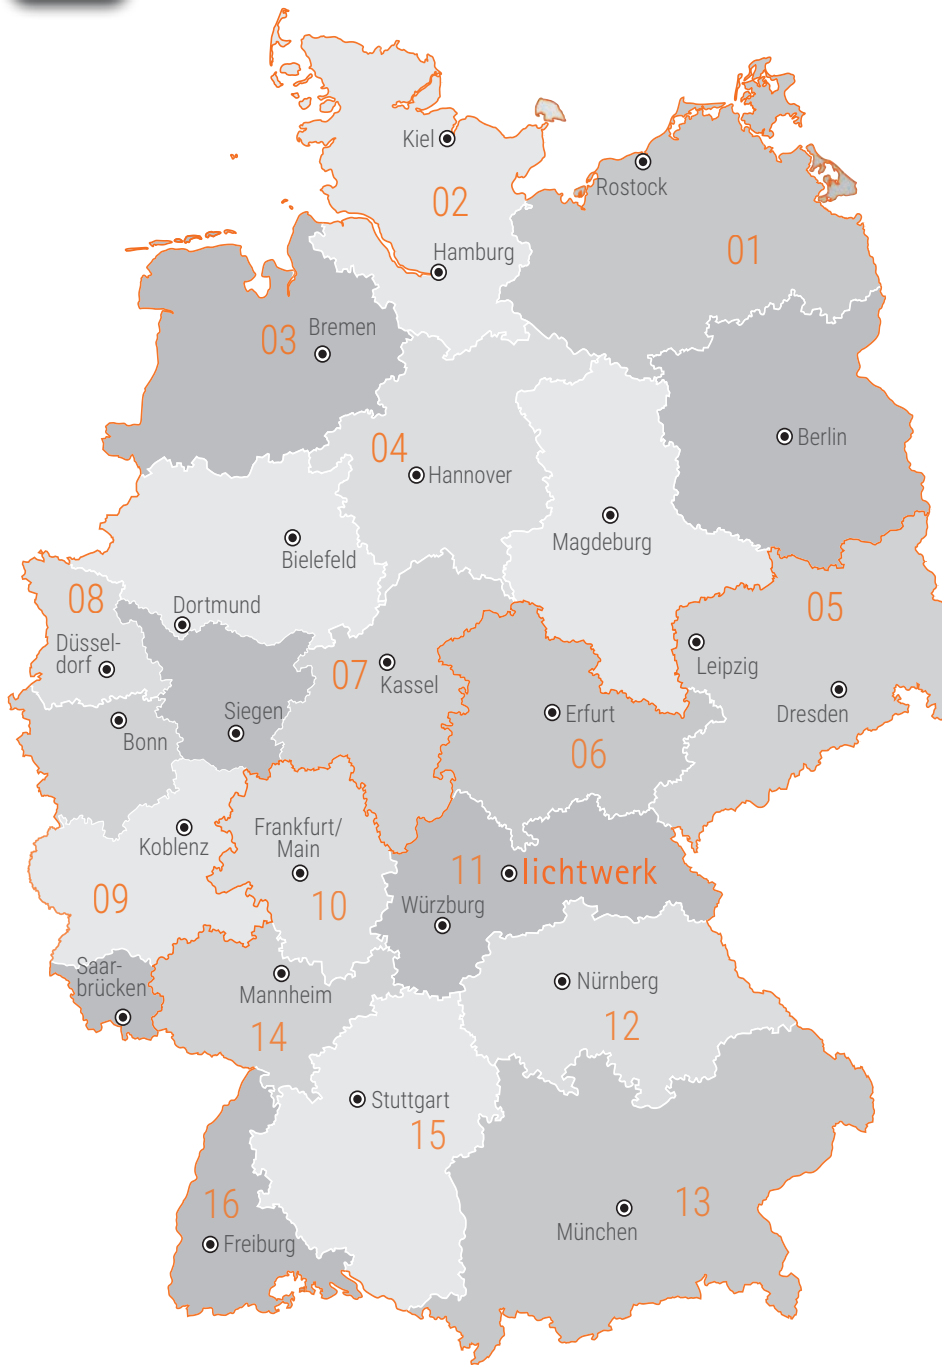 Kiel
Rostock
02
01
Hamburg
03
Bremen
04
Hannover
Berlin
Magdeburg
Bielefeld
08
Dortmund
05
Düssel-
dorf
07
Kassel
Leipzig
Siegen
Erfurt
Dresden
Bonn
06
Frankfurt/
Main
Koblenz
11
lichtwerk
09
10
Würzburg
Saar-
brücken
Mannheim
Nürnberg
14
12
Stuttgart
15
16
13
München
Freiburg